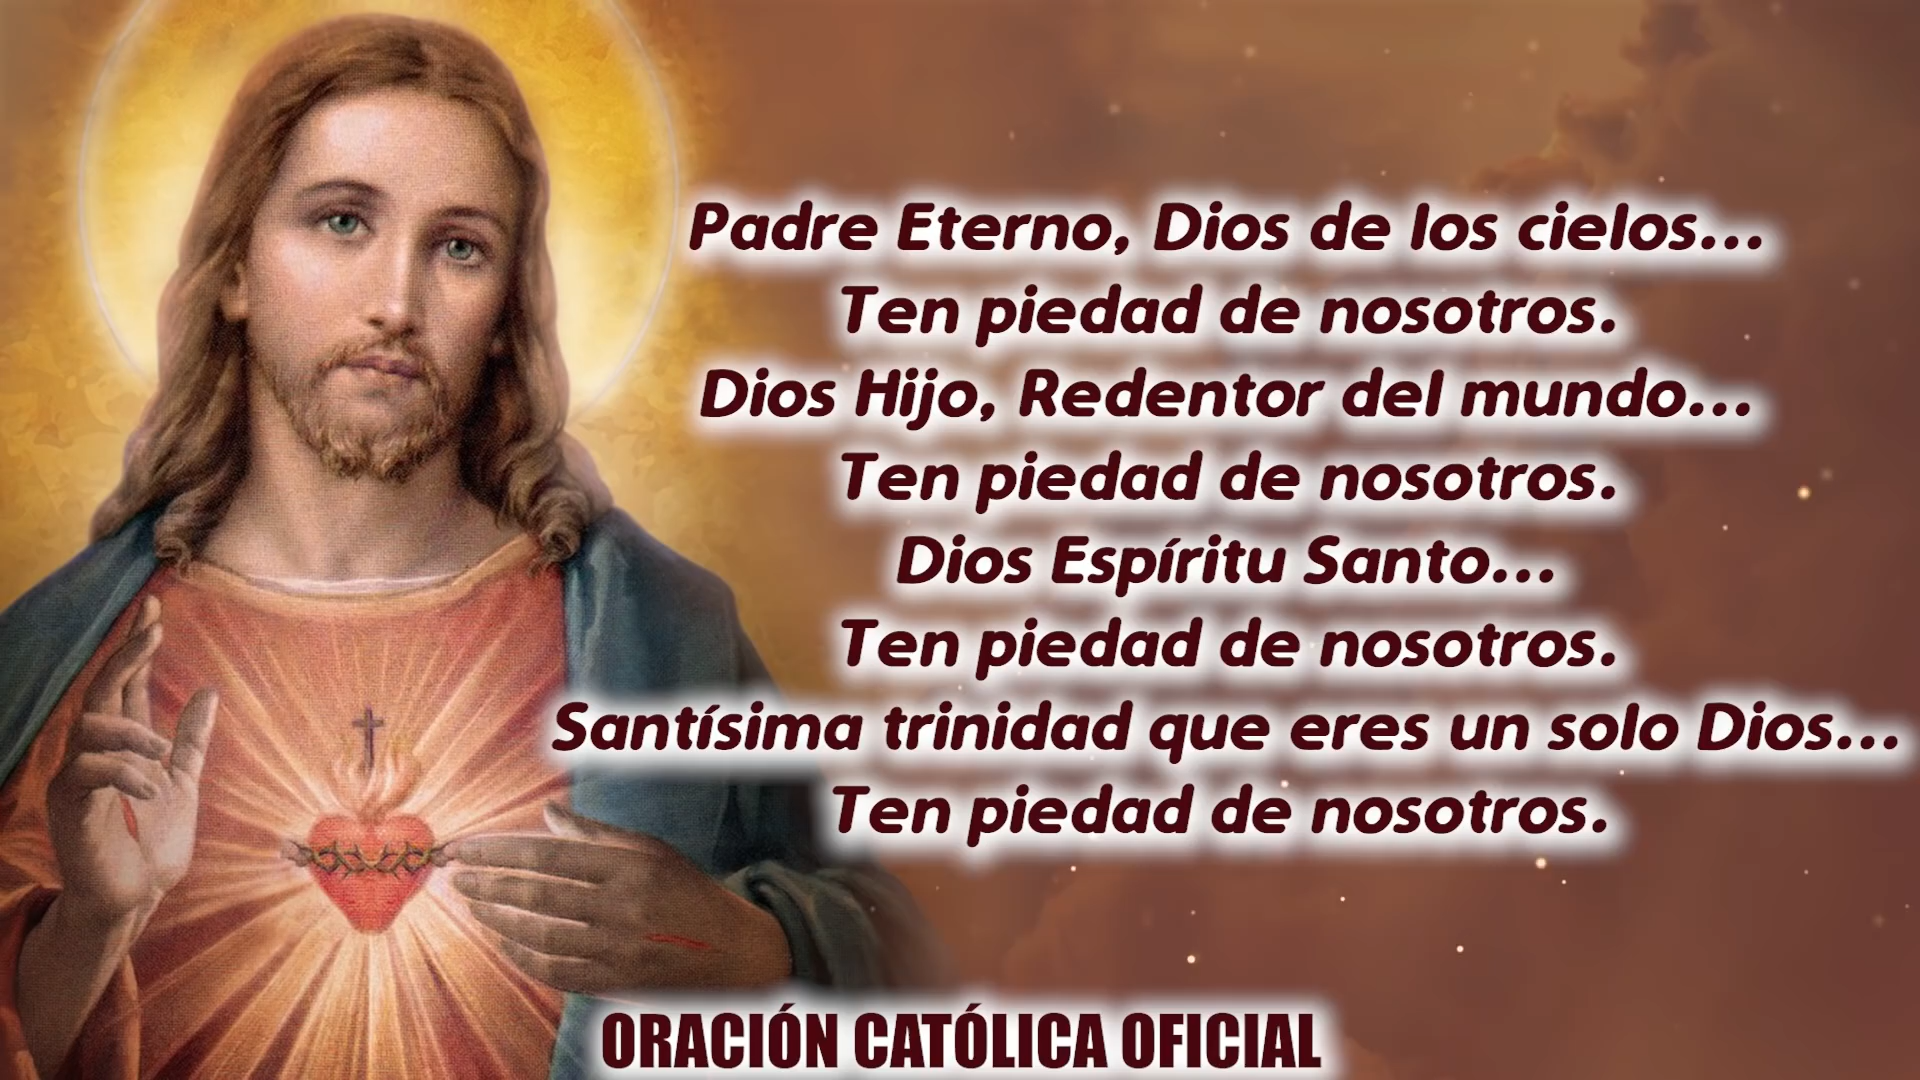 Padre Eterno, Dios de los cielos...
Ten piedad de nosotros.
Dios Hijo, Redentor del mundo...
Ten piedad de nosotros.
Dios Espíritu Santo...
Ten piedad de nosotros.
Santísima trinidad que eres un solo Dios...
Ten piedad de nosotros.
ORACIÓN CATÓLICA OFICIAL